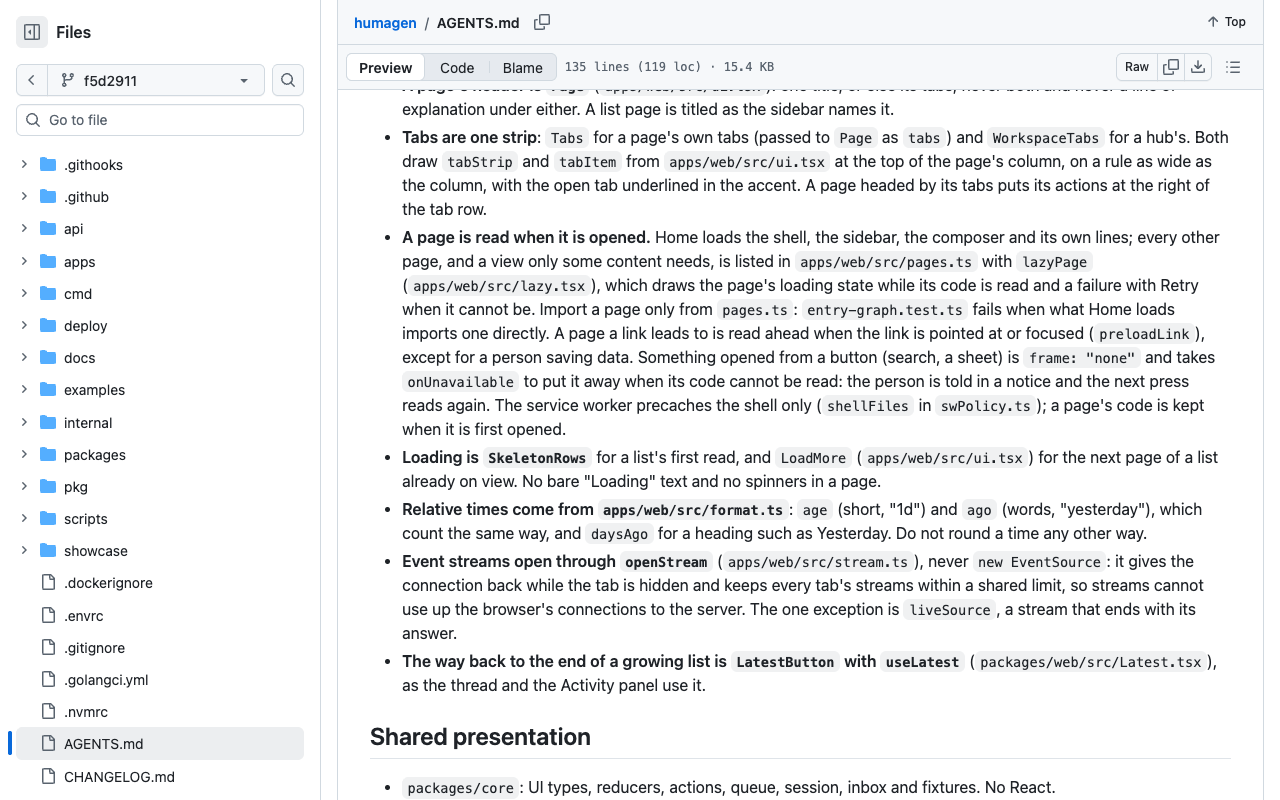 Files
f5d2911
Go to file
.githooks
.github
api
apps
cmd
deploy
docs
examples
internal
packages
pkg
scripts
showcase
.dockerignore
.envrc
.gitignore
.golangci.yml
.nvmrc
AGENTS.md
CHANGELOG.md
humagen / AGENTS.md
Top
Preview Code Blame 135 lines (119 loc) · 15.4 KB
Raw
explanation under either. A list page is titled as the sidebar names it.
• Tabs are one strip: Tabs for a page's own tabs (passed to Page as tabs ) and WorkspaceTabs for a hub's. Both
draw tabStrip and tabItem from apps/web/src/ui.tsx at the top of the page's column, on a rule as wide as
the column, with the open tab underlined in the accent. A page headed by its tabs puts its actions at the right of
the tab row.
• A page is read when it is opened. Home loads the shell, the sidebar, the composer and its own lines; every other
page, and a view only some content needs, is listed in apps/web/src/pages.ts with lazyPage
( apps/web/src/lazy.tsx ), which draws the page's loading state while its code is read and a failure with Retry
when it cannot be. Import a page only from pages.ts : entry-graph.test.ts fails when what Home loads
imports one directly. A page a link leads to is read ahead when the link is pointed at or focused ( preloadLink ),
except for a person saving data. Something opened from a button (search, a sheet) is frame: "none" and takes
onUnavailable to put it away when its code cannot be read: the person is told in a notice and the next press
reads again. The service worker precaches the shell only ( shellFiles in swPolicy.ts ); a page's code is kept
when it is first opened.
• Loading is SkeletonRows for a list's first read, and LoadMore ( apps/web/src/ui.tsx ) for the next page of a list
already on view. No bare "Loading" text and no spinners in a page.
• Relative times come from apps/web/src/format.ts : age (short, "1d") and ago (words, "yesterday"), which
count the same way, and daysAgo for a heading such as Yesterday. Do not round a time any other way.
• Event streams open through openStream ( apps/web/src/stream.ts ), never new EventSource : it gives the
connection back while the tab is hidden and keeps every tab's streams within a shared limit, so streams cannot
use up the browser's connections to the server. The one exception is liveSource , a stream that ends with its
answer.
• The way back to the end of a growing list is LatestButton with useLatest ( packages/web/src/Latest.tsx ),
as the thread and the Activity panel use it.
Shared presentation
• packages/core : UI types, reducers, actions, queue, session, inbox and fixtures. No React.